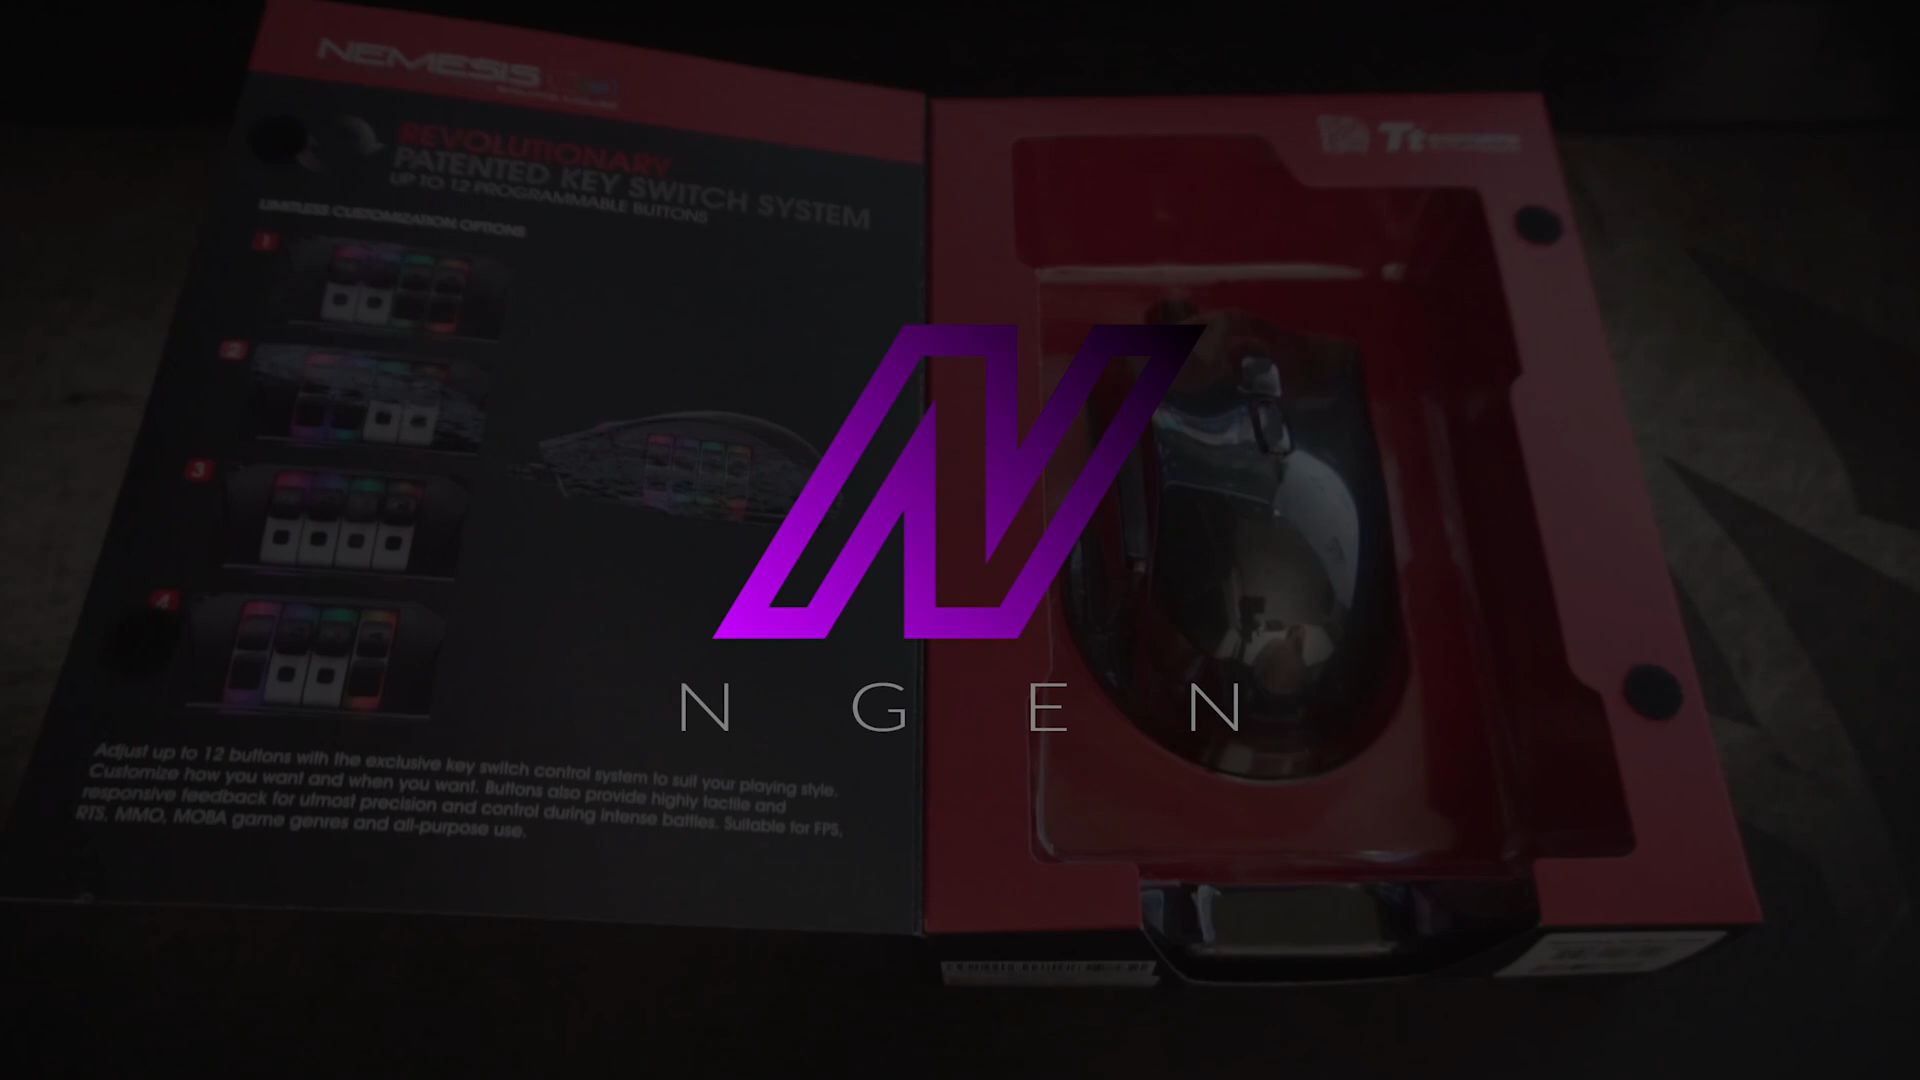 NEMESIS
REVOLUTIONARY
PATENTED KEY SWITCH SYSTEM
UP TO 12 PROGRAMMABLE BUTTONS
LIMITLESS CUSTOMIZATION OPTIONS
1
2
3
4
Adjust up to 12 buttons with the exclusive key switch control system to suit your playing style.
Customize how you want and when you want. Buttons also provide highly tactile and
responsive feedback for utmost precision and control during intense battles. Suitable for FPS,
RTS, MMO, MOBA game genres and all-purpose use.
Tt
N
NGEN